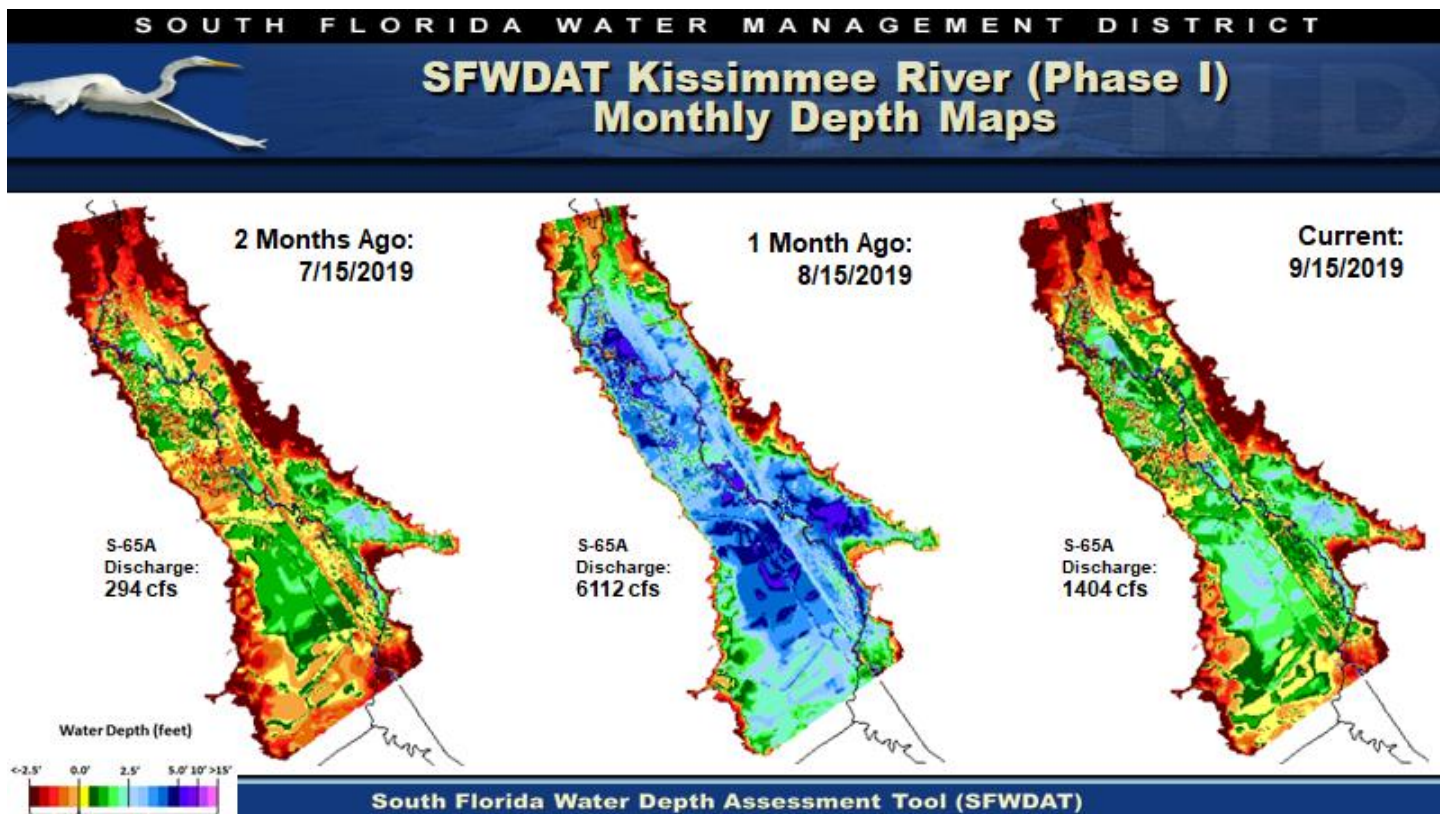 SOUTH FLORIDA WATER MANAGEMENT DISTRICT
SFWDAT Kissimmee River (Phase I)
Monthly Depth Maps
2 Months Ago:
7/15/2019
1 Month Ago:
8/15/2019
Current:
9/15/2019
S-65A
Discharge:
294 cfs
S-65A
Discharge:
6112 cfs
S-65A
Discharge:
1404 cfs
Water Depth (feet)
<-2.5' 0.0' 2.5' 5.0' 10' >15'
South Florida Water Depth Assessment Tool (SFWDAT)